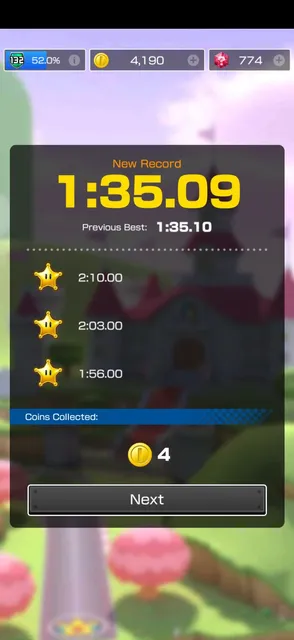 132 52.0% i 4,190 + 774 +
New Record
1:35.09
Previous Best: 1:35.10
2:10.00
2:03.00
1:56.00
Coins Collected:
4
Next